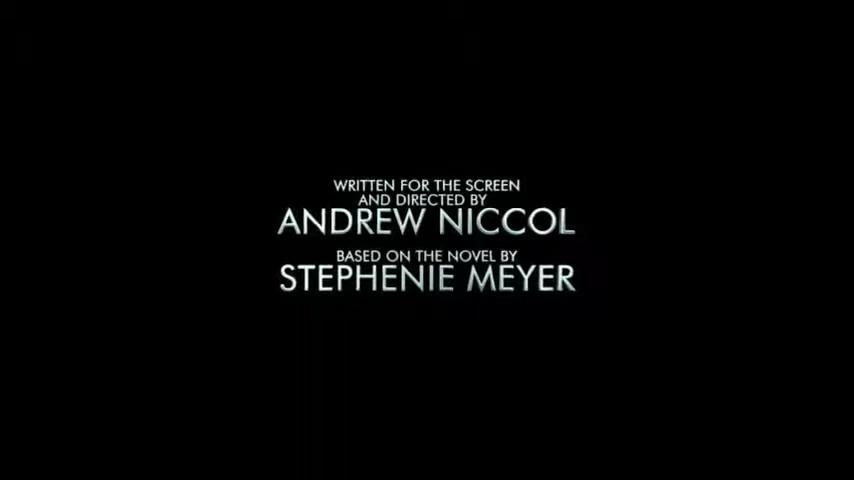 WRITTEN FOR THE SCREEN
AND DIRECTED BY
ANDREW NICCOL
BASED ON THE NOVEL BY
STEPHENIE MEYER